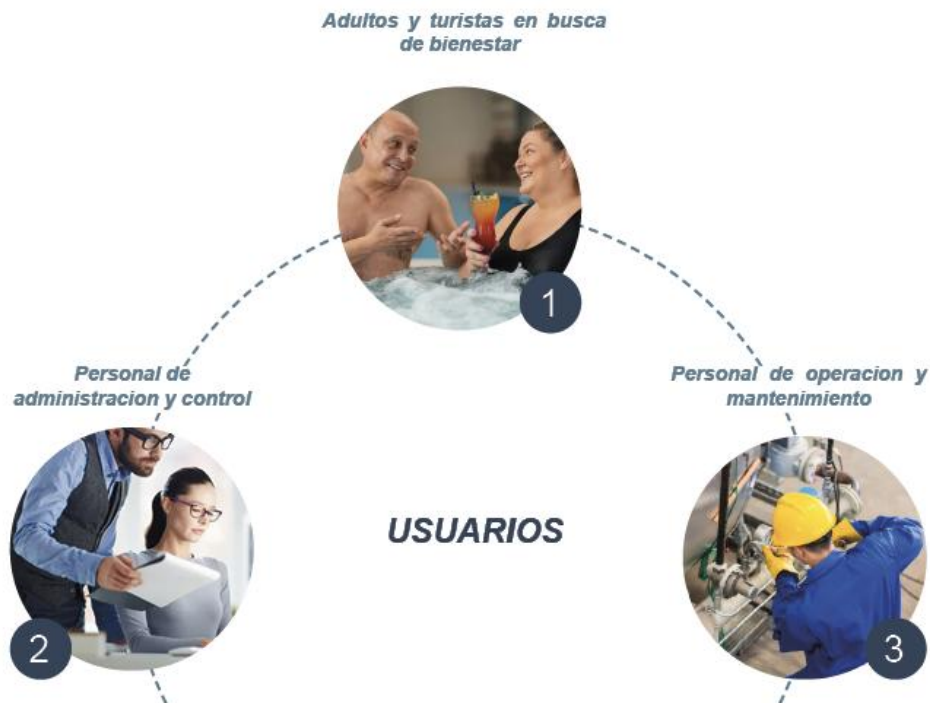 Adultos y turistas en busca
de bienestar
1
Personal de
administracion y control
Personal de operacion y
mantenimiento
USUARIOS
2
3